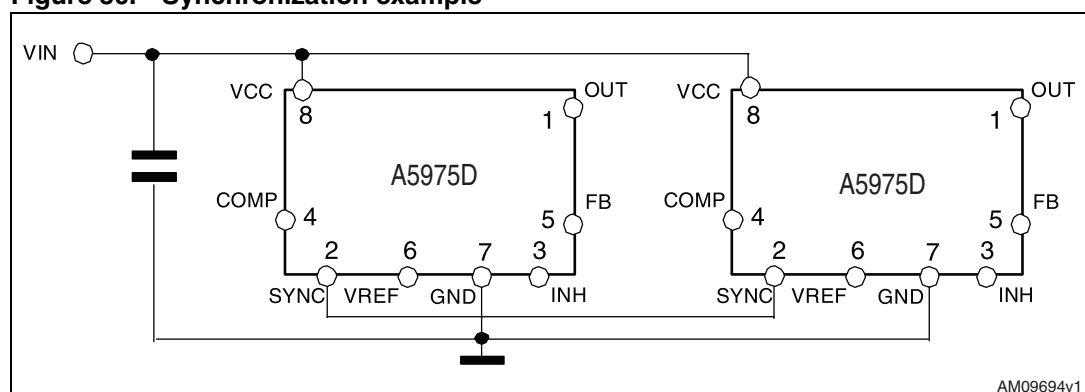 Figure 30. Synchronization example
VIN
VCC
8
OUT
1
A5975D
COMP
4
FB
5
2
6
7
3
SYNC
VREF
GND
INH
VCC
8
OUT
1
A5975D
COMP
4
FB
5
2
6
7
3
SYNC
VREF
GND
INH
AM09694v1